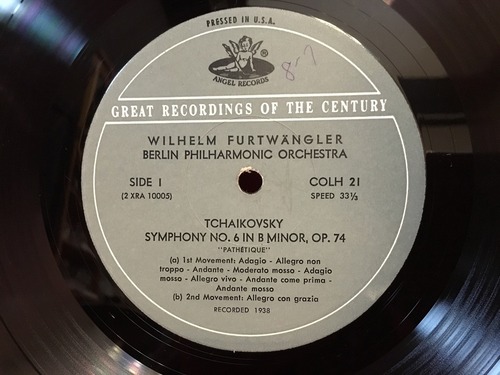 PRESSED IN U.S.A.
®
ANGEL RECORDS
8-7
GREAT RECORDINGS OF THE CENTURY
WILHELM FURTWÄNGLER
BERLIN PHILHARMONIC ORCHESTRA
SIDE 1 COLH 21
(2 XRA 10005) SPEED 33⅓
TCHAIKOVSKY
SYMPHONY NO. 6 IN B MINOR, OP. 74
"PATHÉTIQUE"
(a) 1st Movement: Adagio - Allegro non
troppo - Andante - Moderato mosso - Adagio
mosso - Allegro vivo - Andante come prima -
Andante mosso
(b) 2nd Movement: Allegro con grazia
RECORDED 1938